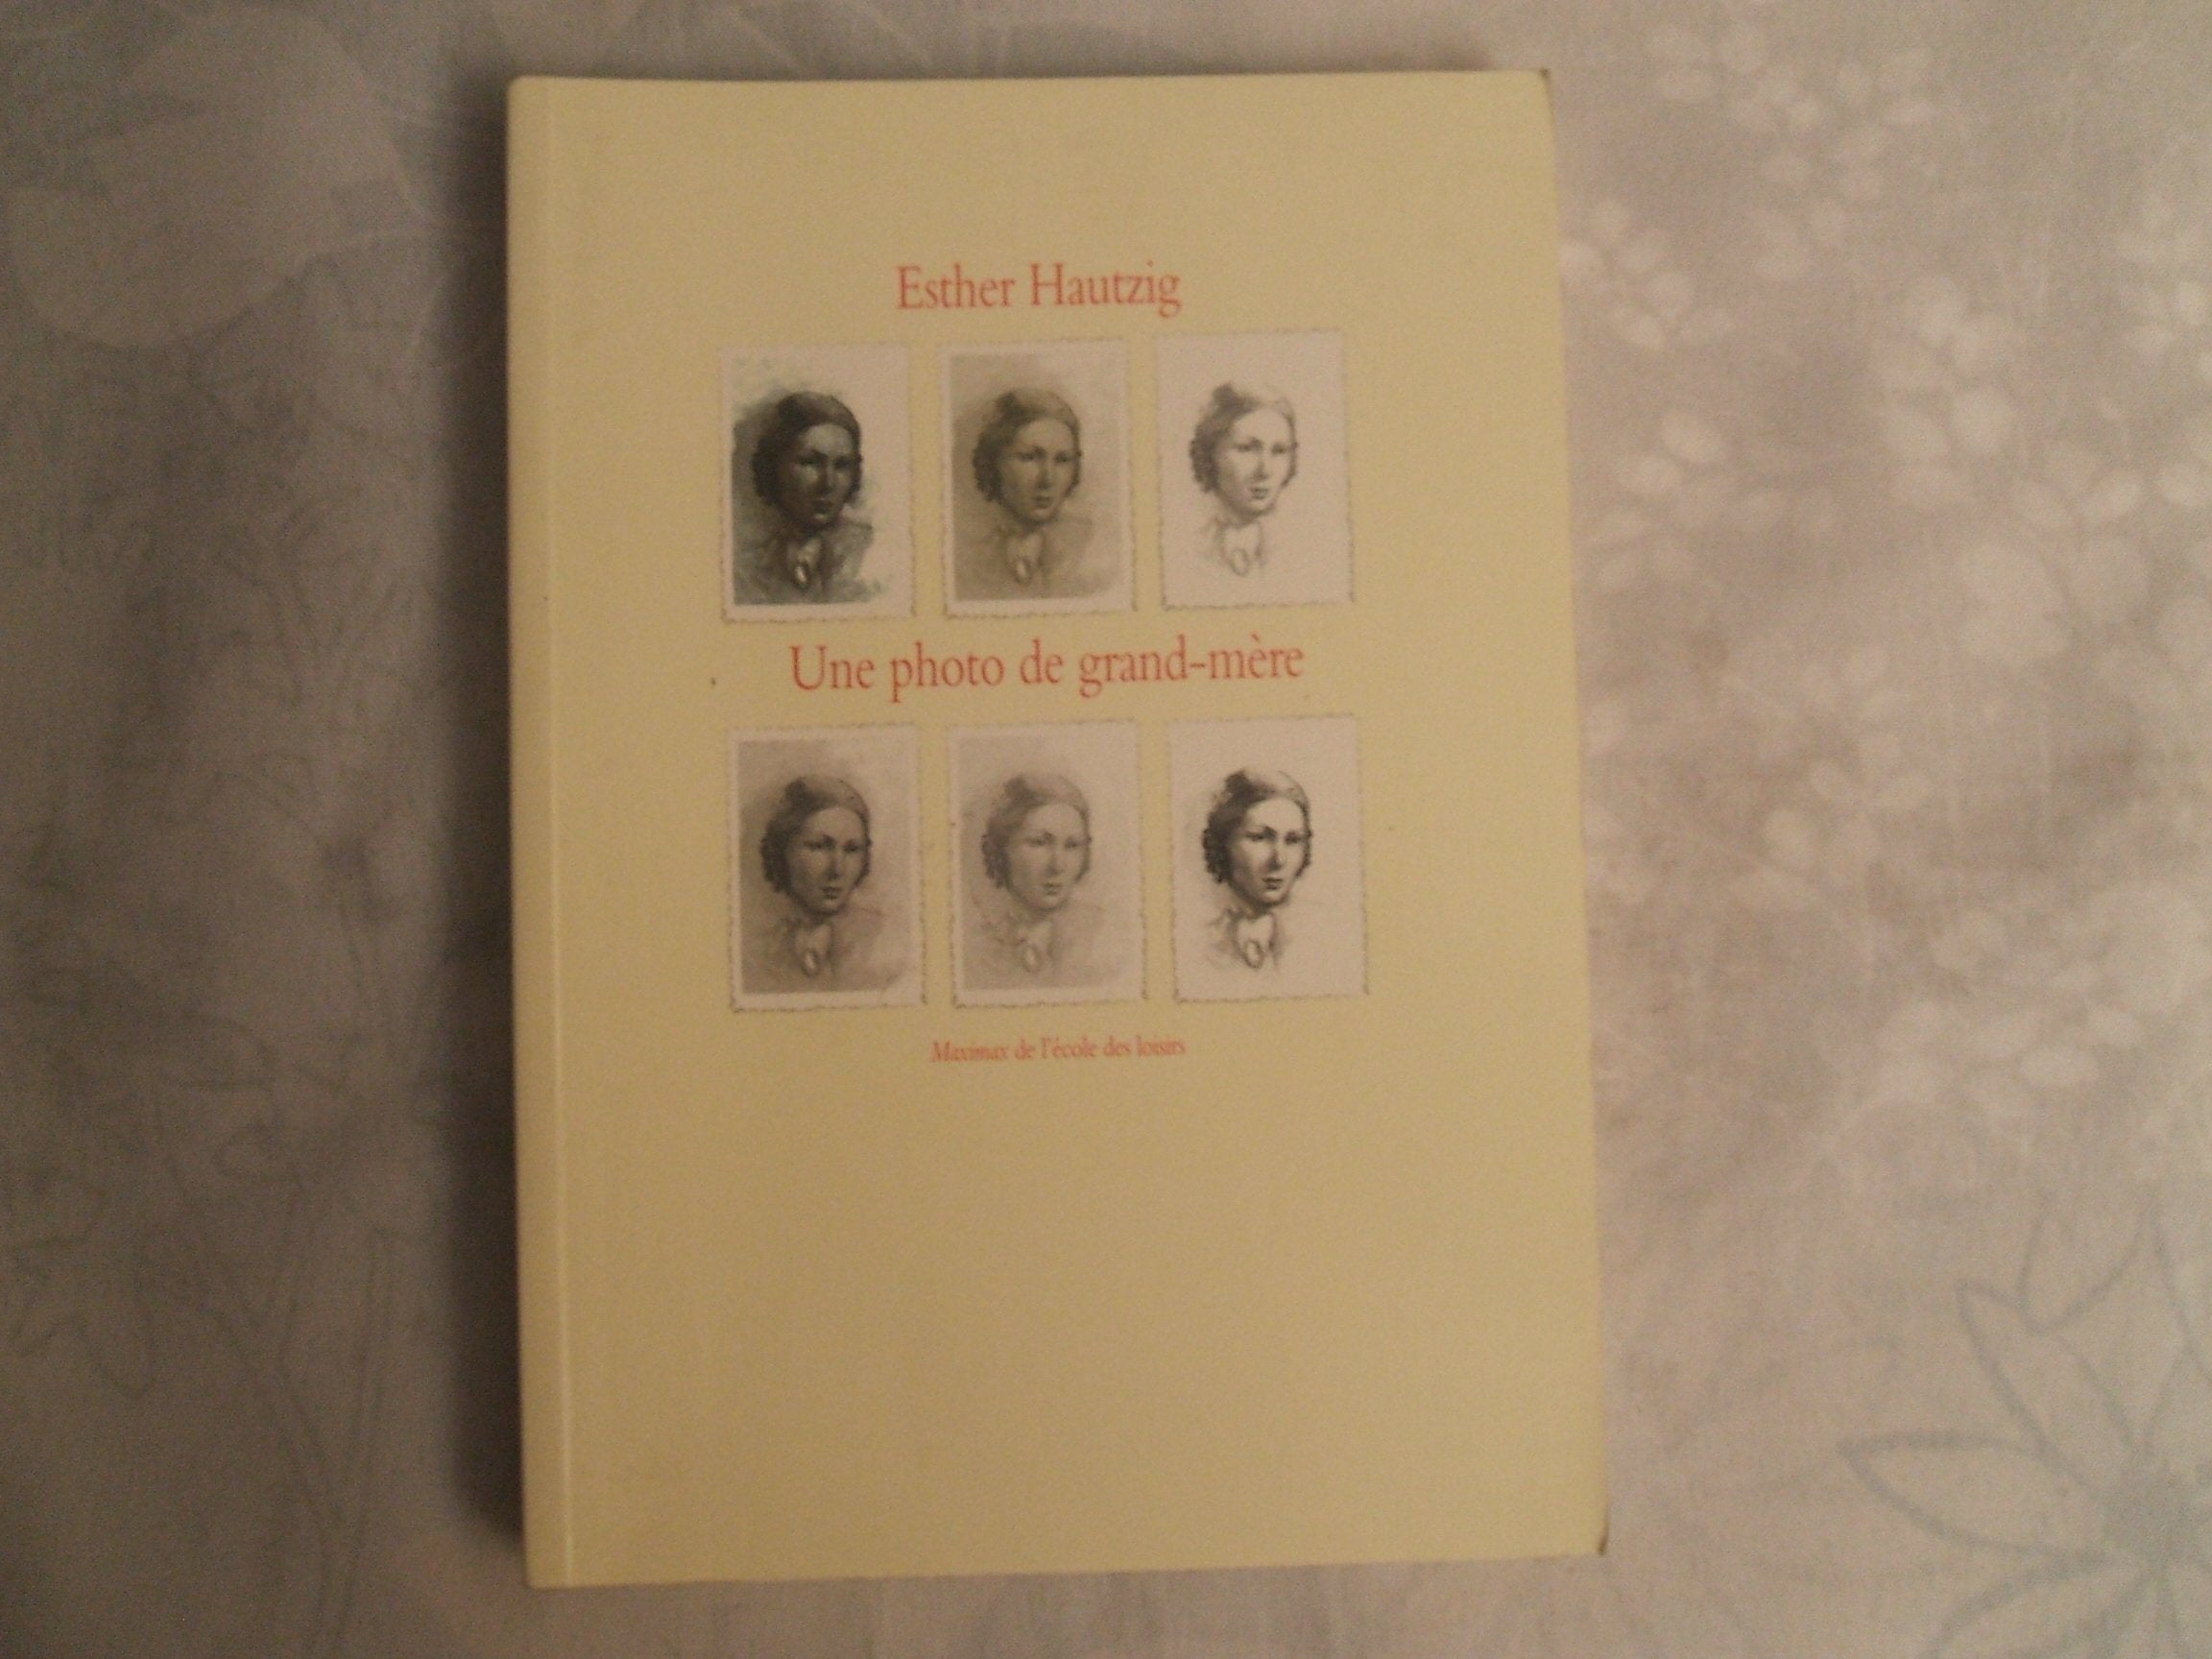 Esther Hautzig
Une photo de grand-mère
Maximax de l'école des loisirs